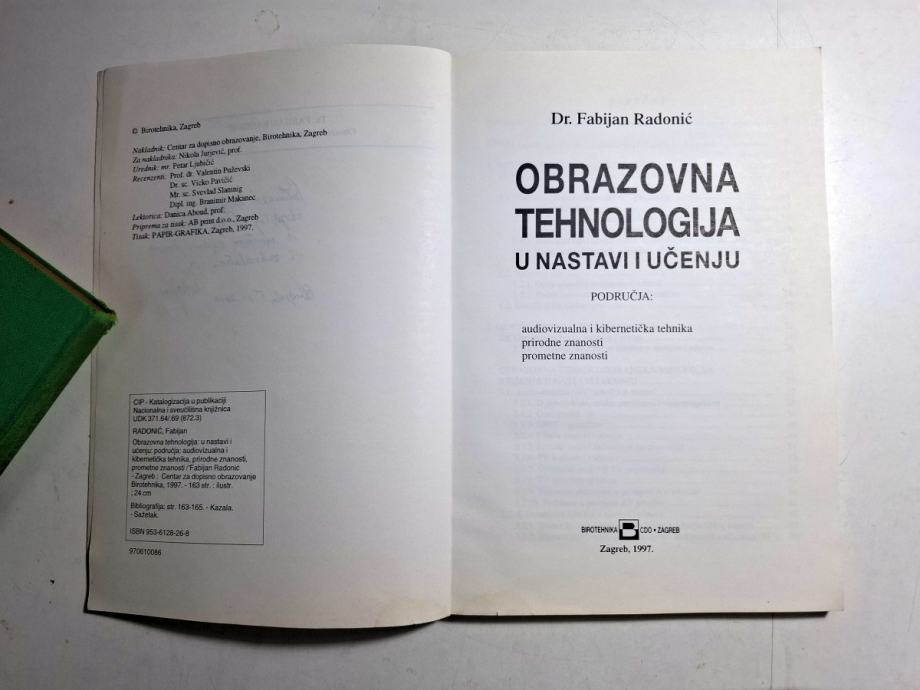 © Birotehnika, Zagreb
Nakladnik: Centar za dopisno obrazovanje, Birotehnika, Zagreb
Za nakladnika: Nikola Jurjević, prof.
Urednik: mr. Petar Ljubičić
Recenzenti: Prof. dr. Valentin Puževski
Dr. sc. Vicko Pavičić
Mr. sc. Svevlad Slamnig
Dipl. ing. Branimir Makanec
Lektorica: Danica Aboud, prof.
Priprema za tisak: AB print d.o.o., Zagreb
Tisak: PAPIR-GRAFIKA, Zagreb, 1997.
CIP - Katalogizacija u publikaciji
Nacionalna i sveučilišna knjižnica
UDK 371.64/.69 (872.3)
RADONIĆ, Fabijan
Obrazovna tehnologija: u nastavi i
učenju: područja: audiovizualna i
kibernetička tehnika, prirodne znanosti,
prometne znanosti / Fabijan Radonić
- Zagreb : Centar za dopisno obrazovanje
Birotehnika, 1997. - 163 str. : ilustr.
; 24 cm
Bibliografija: str. 163-165. - Kazala.
- Sažetak.
ISBN 953-6128-26-8
970610086
Dr. Fabijan Radonić
OBRAZOVNA
TEHNOLOGIJA
U NASTAVI I UČENJU
PODRUČJA:
audiovizualna i kibernetička tehnika
prirodne znanosti
prometne znanosti
BIROTEHNIKA B CDO • ZAGREB
Zagreb, 1997.